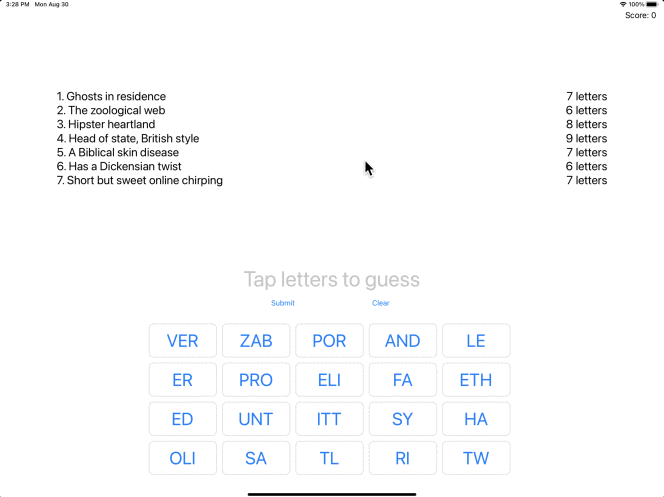 3:28 PM Mon Aug 30 100%
Score: 0
1. Ghosts in residence 7 letters
2. The zoological web 6 letters
3. Hipster heartland 8 letters
4. Head of state, British style 9 letters
5. A Biblical skin disease 7 letters
6. Has a Dickensian twist 6 letters
7. Short but sweet online chirping 7 letters
Tap letters to guess
Submit Clear
VER ZAB POR AND LE
ER PRO ELI FA ETH
ED UNT ITT SY HA
OLI SA TL RI TW